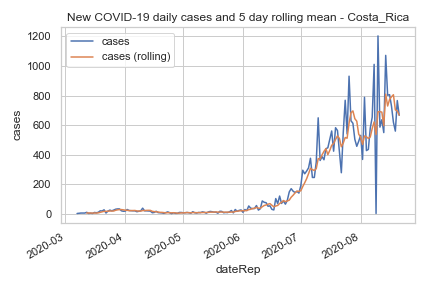 New COVID-19 daily cases and 5 day rolling mean - Costa_Rica
cases
cases (rolling)
1200
1000
800
600
400
200
0
cases
2020-03
2020-04
2020-05
2020-06
2020-07
2020-08
dateRep